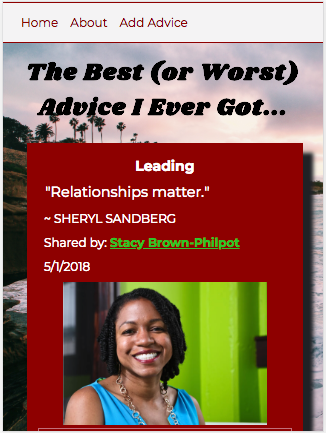 Home About Add Advice
The Best (or Worst)
Advice I Ever Got...
Leading
"Relationships matter."
~ SHERYL SANDBERG
Shared by: Stacy Brown-Philpot
5/1/2018